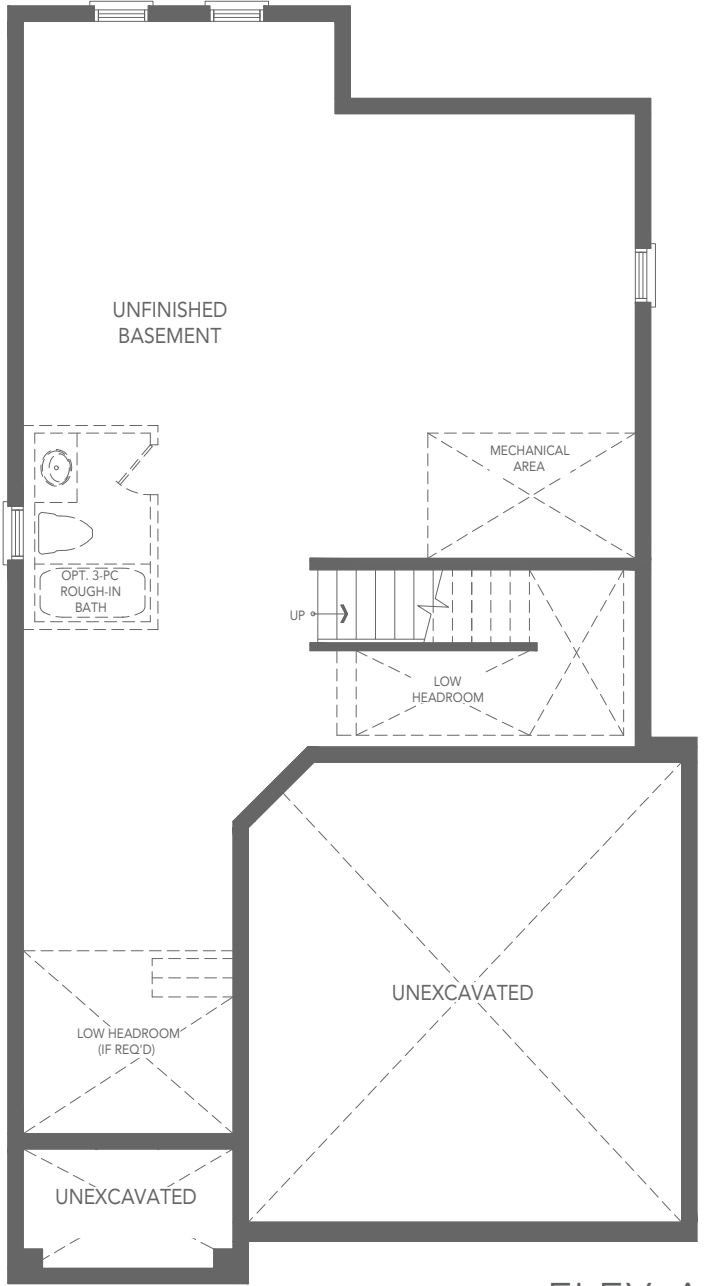 UNFINISHED
BASEMENT
MECHANICAL
AREA
OPT. 3-PC
ROUGH-IN
BATH
UP
LOW
HEADROOM
UNEXCAVATED
LOW HEADROOM
(IF REQ'D)
UNEXCAVATED
ELEV. A